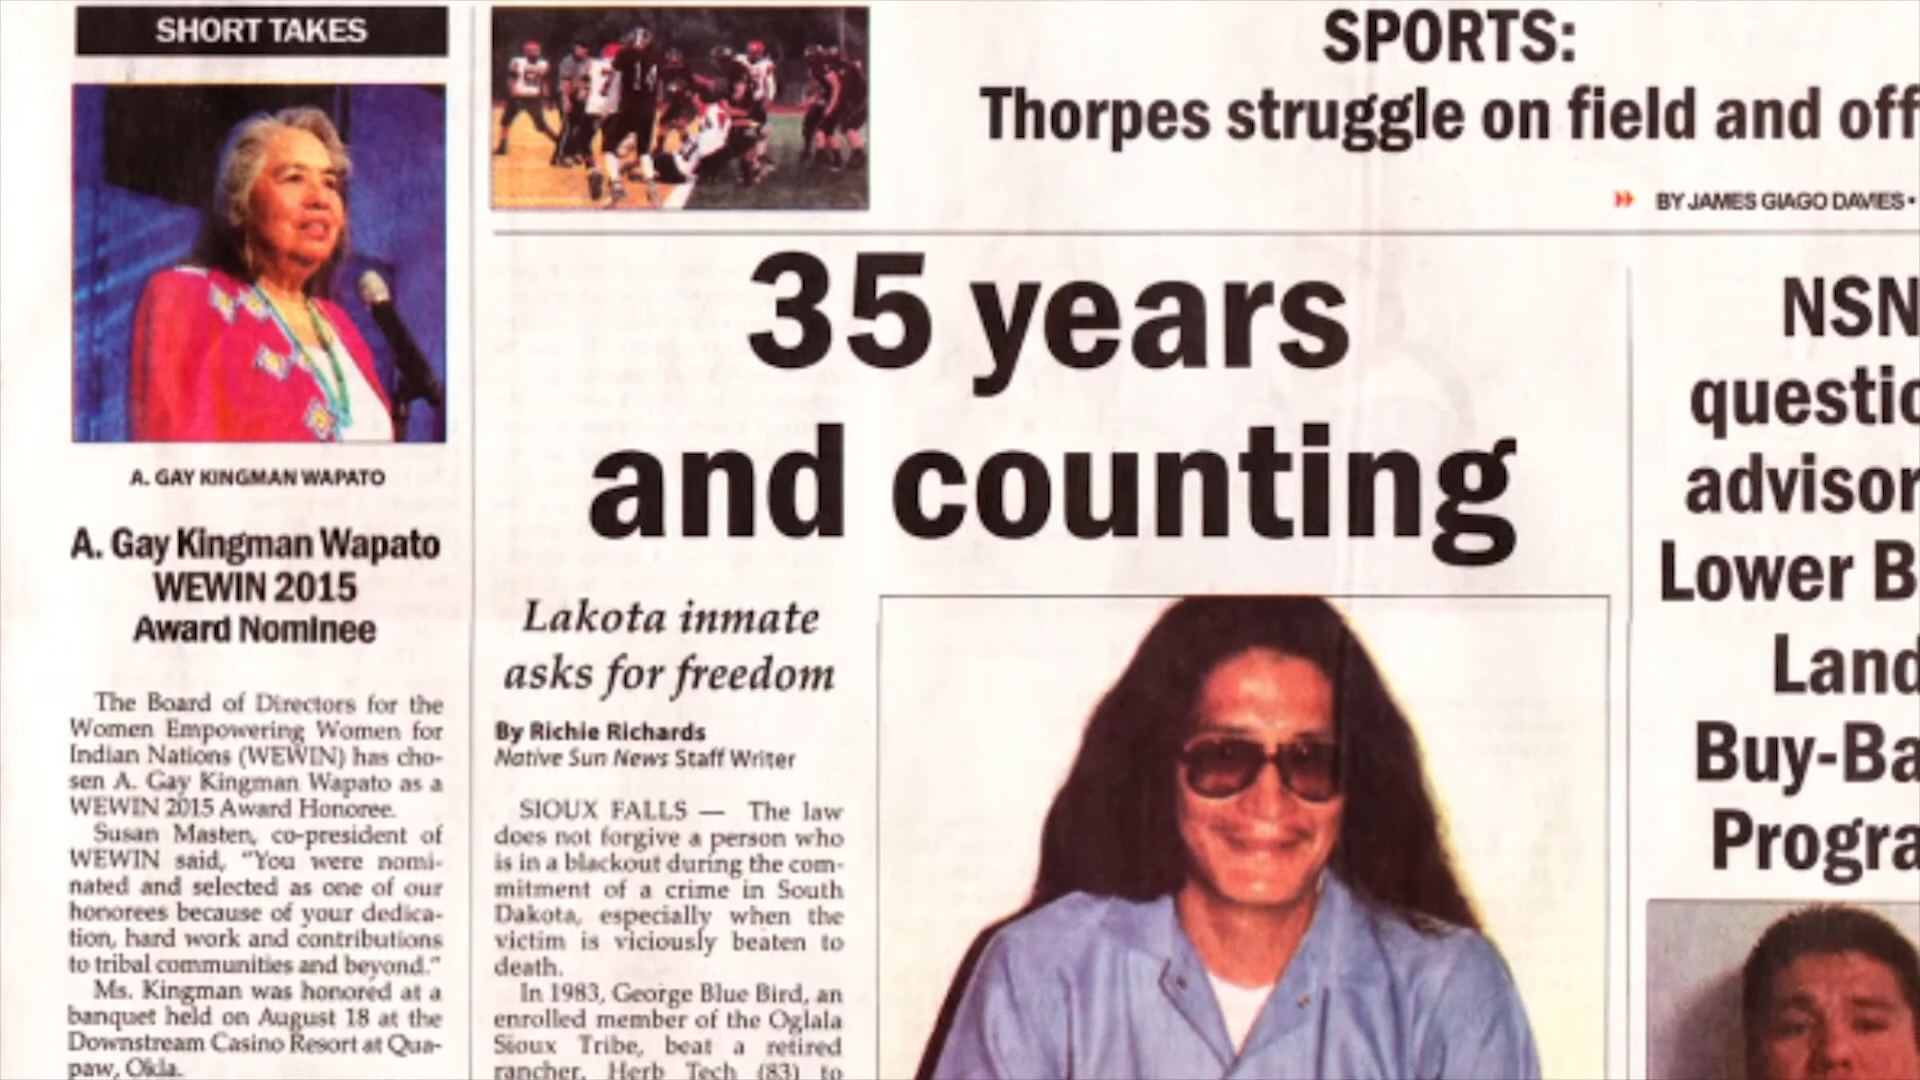 SHORT TAKES
A. GAY KINGMAN WAPATO
A. Gay Kingman Wapato
WEWIN 2015
Award Nominee
The Board of Directors for the
Women Empowering Women for
Indian Nations (WEWIN) has cho-
sen A. Gay Kingman Wapato as a
WEWIN 2015 Award Honoree.
Susan Masten, co-president of
WEWIN said, “You were nomi-
nated and selected as one of our
honorees because of your dedica-
tion, hard work and contributions
to tribal communities and beyond.”
Ms. Kingman was honored at a
banquet held on August 18 at the
Downstream Casino Resort at Qua-
paw, Okla.
SPORTS:
Thorpes struggle on field and off
BY JAMES GIAGO DAVIES •
35 years
and counting
Lakota inmate
asks for freedom
By Richie Richards
Native Sun News Staff Writer
SIOUX FALLS — The law
does not forgive a person who
is in a blackout during the com-
mitment of a crime in South
Dakota, especially when the
victim is viciously beaten to
death.
In 1983, George Blue Bird, an
enrolled member of the Oglala
Sioux Tribe, beat a retired
rancher, Herb Tech (83) to
NSN
questio
advisor
Lower B
Land
Buy-Ba
Progra